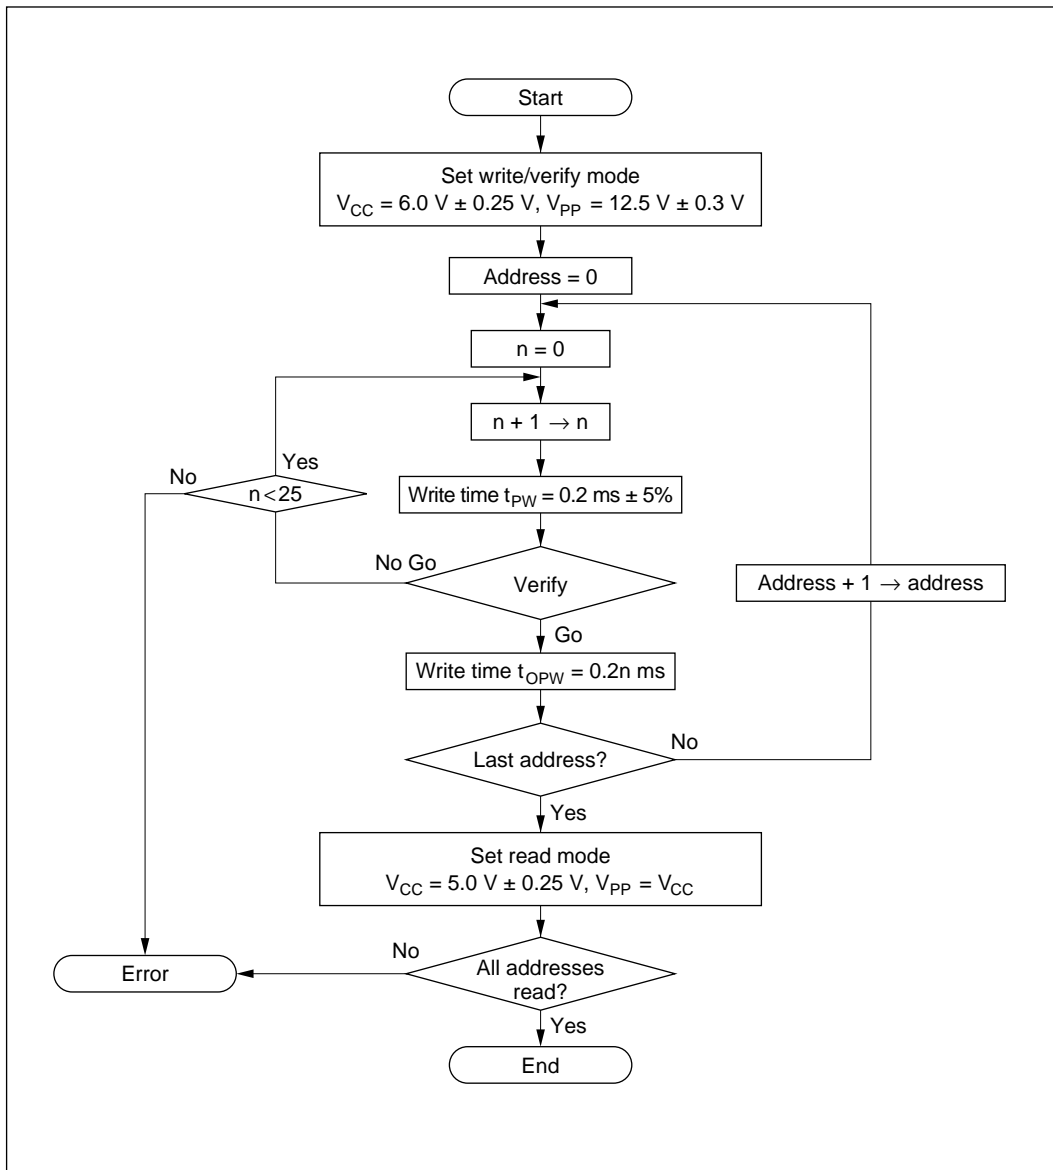 Start
Set write/verify mode
VCC = 6.0 V ± 0.25 V, VPP = 12.5 V ± 0.3 V
Address = 0
n = 0
n + 1 → n
No
Yes
n<25
Write time tPW = 0.2 ms ± 5%
No Go
Verify
Address + 1 → address
Go
Write time tOPW = 0.2n ms
Last address?
No
Yes
Set read mode
VCC = 5.0 V ± 0.25 V, VPP = VCC
No
Error
All addresses
read?
Yes
End